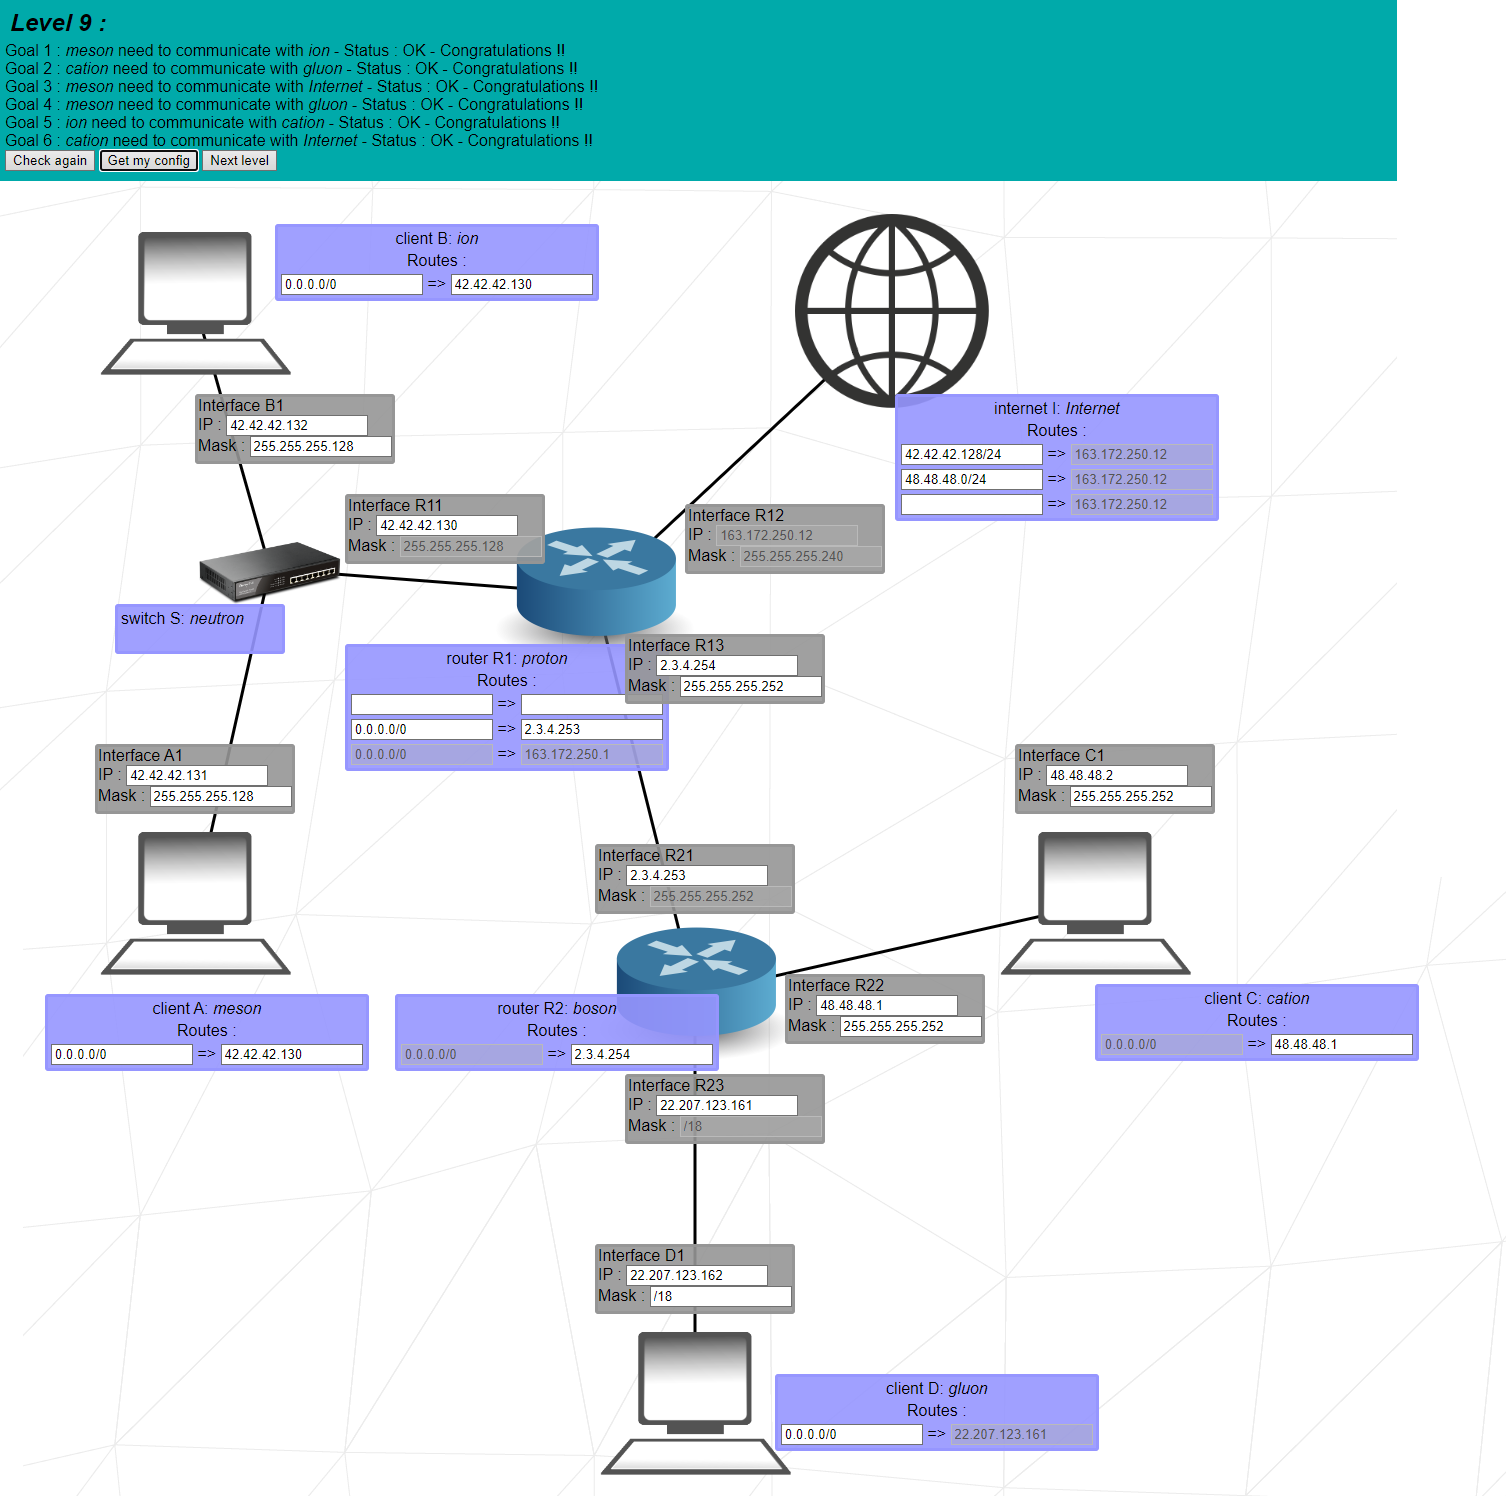 Level 9 :
Goal 1 : meson need to communicate with ion - Status : OK - Congratulations !!
Goal 2 : cation need to communicate with gluon - Status : OK - Congratulations !!
Goal 3 : meson need to communicate with Internet - Status : OK - Congratulations !!
Goal 4 : meson need to communicate with gluon - Status : OK - Congratulations !!
Goal 5 : ion need to communicate with cation - Status : OK - Congratulations !!
Goal 6 : cation need to communicate with Internet - Status : OK - Congratulations !!
Check again Get my config Next level
client B: ion
Routes :
0.0.0.0/0 => 42.42.42.130
Interface B1
IP : 42.42.42.132
Mask : 255.255.255.128
internet I: Internet
Routes :
42.42.42.128/24 => 163.172.250.12
48.48.48.0/24 => 163.172.250.12
=> 163.172.250.12
Interface R11
IP : 42.42.42.130
Mask : 255.255.255.128
Interface R12
IP : 163.172.250.12
Mask : 255.255.255.240
switch S: neutron
router R1: proton
Routes :
=>
0.0.0.0/0 => 2.3.4.253
0.0.0.0/0 => 163.172.250.1
Interface R13
IP : 2.3.4.254
Mask : 255.255.255.252
Interface A1
IP : 42.42.42.131
Mask : 255.255.255.128
Interface C1
IP : 48.48.48.2
Mask : 255.255.255.252
Interface R21
IP : 2.3.4.253
Mask : 255.255.255.252
client A: meson
Routes :
0.0.0.0/0 => 42.42.42.130
router R2: boson
Routes :
0.0.0.0/0 => 2.3.4.254
Interface R22
IP : 48.48.48.1
Mask : 255.255.255.252
client C: cation
Routes :
0.0.0.0/0 => 48.48.48.1
Interface R23
IP : 22.207.123.161
Mask : /18
Interface D1
IP : 22.207.123.162
Mask : /18
client D: gluon
Routes :
0.0.0.0/0 => 22.207.123.161